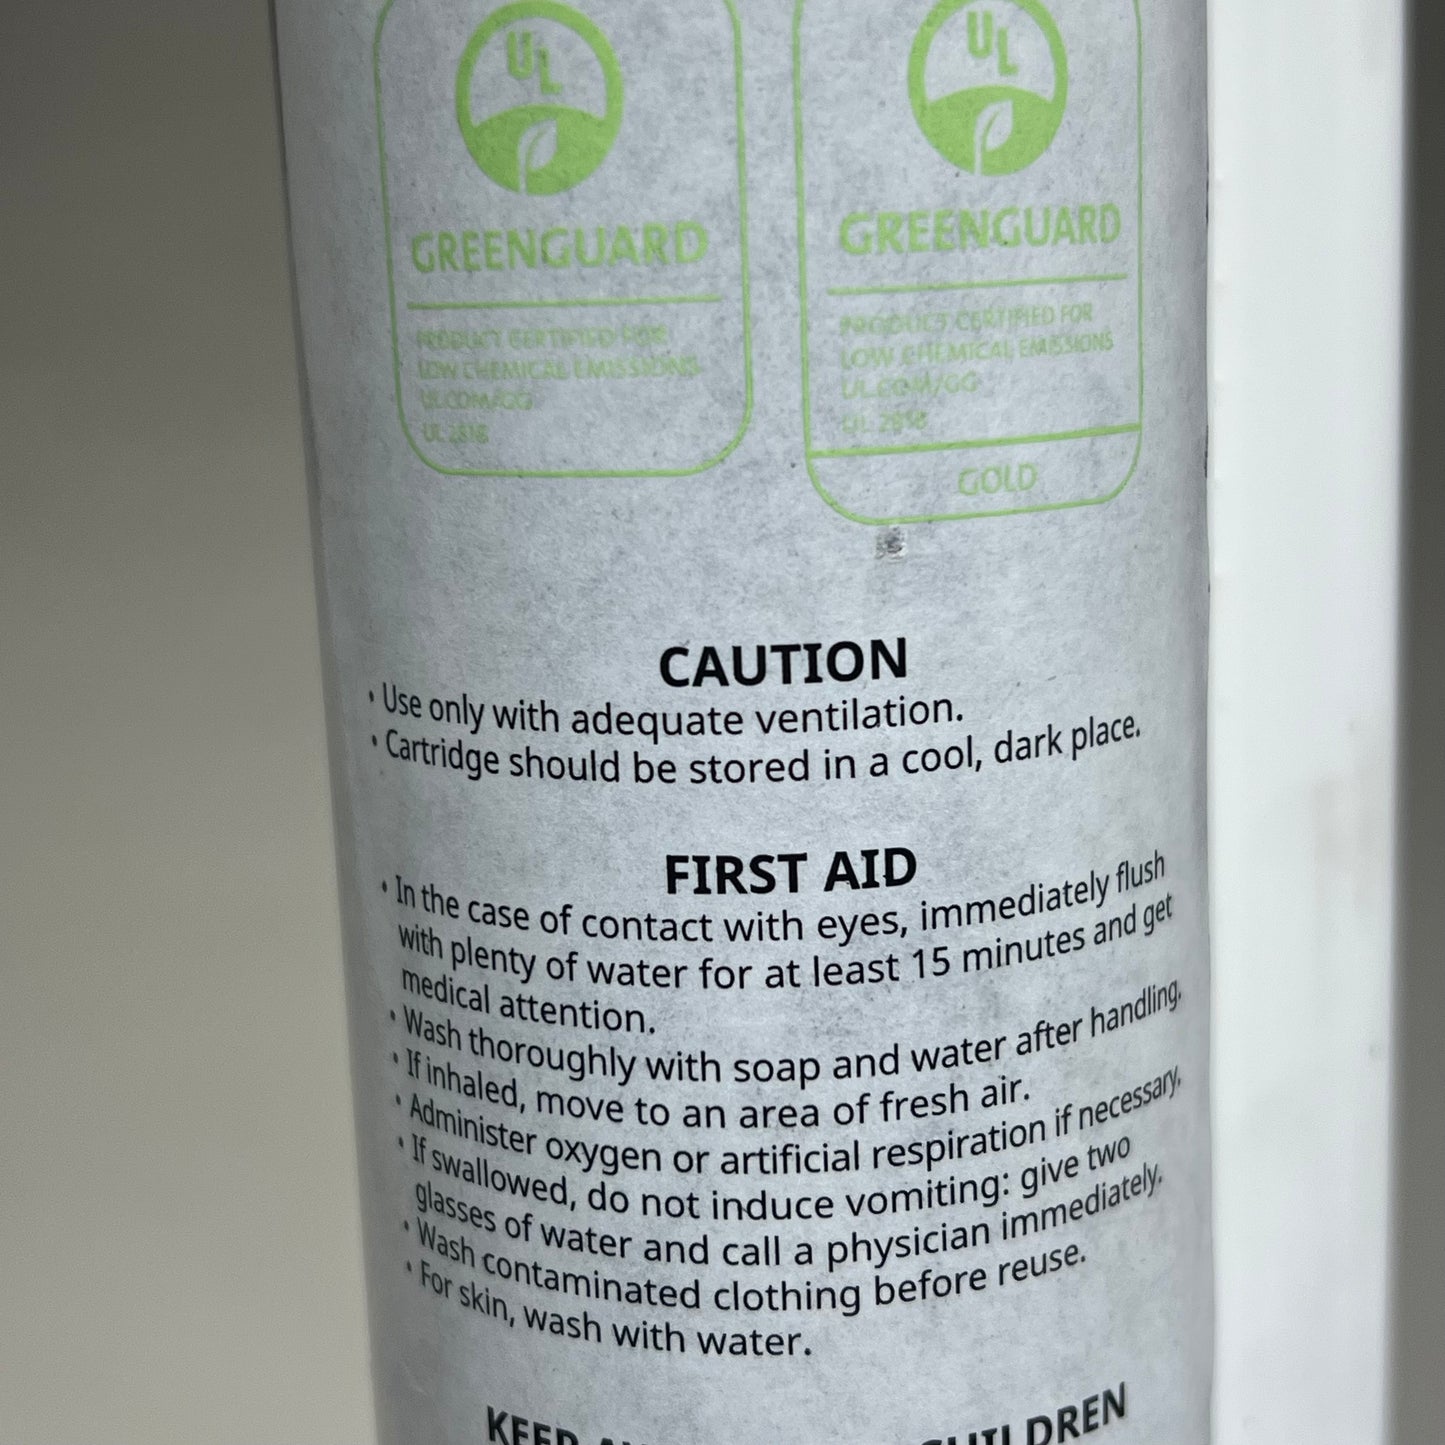 UL
GREENGUARD
PRODUCT CERTIFIED FOR
LOW CHEMICAL EMISSIONS
UL.COM/GG
UL 2818
UL
GREENGUARD
PRODUCT CERTIFIED FOR
LOW CHEMICAL EMISSIONS
UL.COM/GG
UL 2818
GOLD
CAUTION
• Use only with adequate ventilation.
• Cartridge should be stored in a cool, dark place.
FIRST AID
• In the case of contact with eyes, immediately flush
with plenty of water for at least 15 minutes and get
medical attention.
• Wash thoroughly with soap and water after handling.
• If inhaled, move to an area of fresh air.
• Administer oxygen or artificial respiration if necessary.
• If swallowed, do not induce vomiting: give two
glasses of water and call a physician immediately.
• Wash contaminated clothing before reuse.
• For skin, wash with water.
KEEP CHILDREN